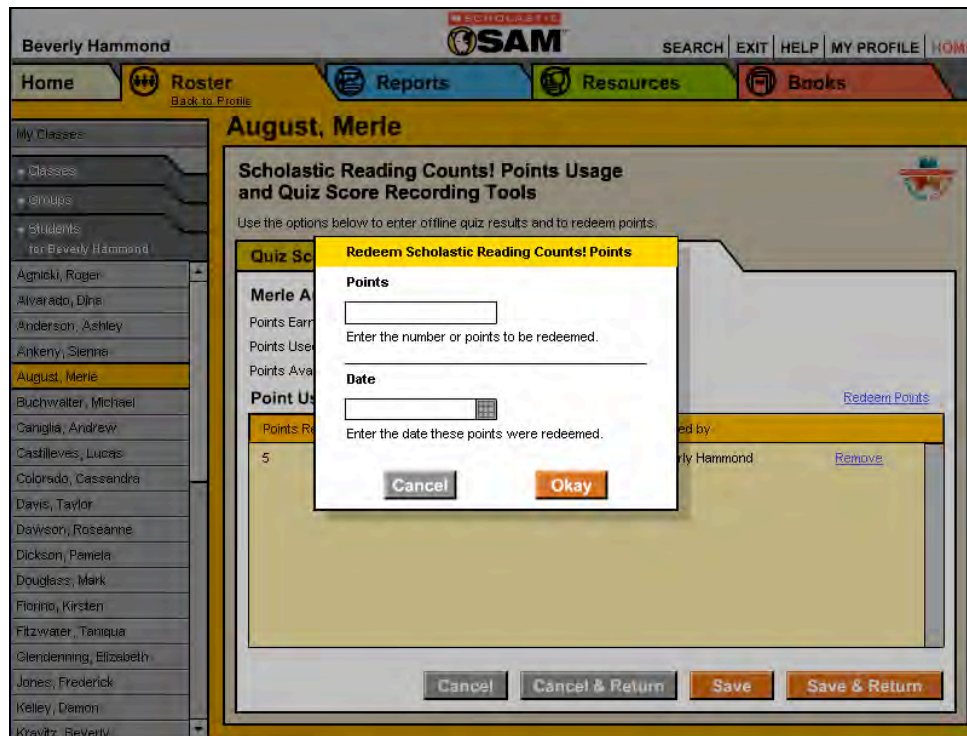 SCHOLASTIC
Beverly Hammond
SAM
SEARCH EXIT HELP MY PROFILE HOM
Home
Roster
Reports
Resources
Books
Back to Profile
My Classes
August, Merle
Classes
Groups
Students
for Beverly Hammond
Scholastic Reading Counts! Points Usage
and Quiz Score Recording Tools
Use the options below to enter offline quiz results and to redeem points.
Quiz Sc
Redeem Scholastic Reading Counts! Points
Points
Enter the number or points to be redeemed.
Date
Enter the date these points were redeemed.
Cancel
Okay
Merle A
Points Earn
Points Use
Points Ava
Point Us
Redeem Points
Points Re
ed by
5
rly Hammond
Remove
Agnicki, Roger
Alvarado, Dina
Anderson, Ashley
Ankeny, Sienna
August, Merle
Buchwalter, Michael
Caniglia, Andrew
Castilleves, Lucas
Colorado, Cassandra
Davis, Taylor
Dawson, Roseanne
Dickson, Pamela
Douglass, Mark
Fiorino, Kirsten
Fitzwater, Taniqua
Glendenning, Elizabeth
Jones, Frederick
Kelley, Damon
Kravitz, Beverly
Cancel
Cancel & Return
Save
Save & Return